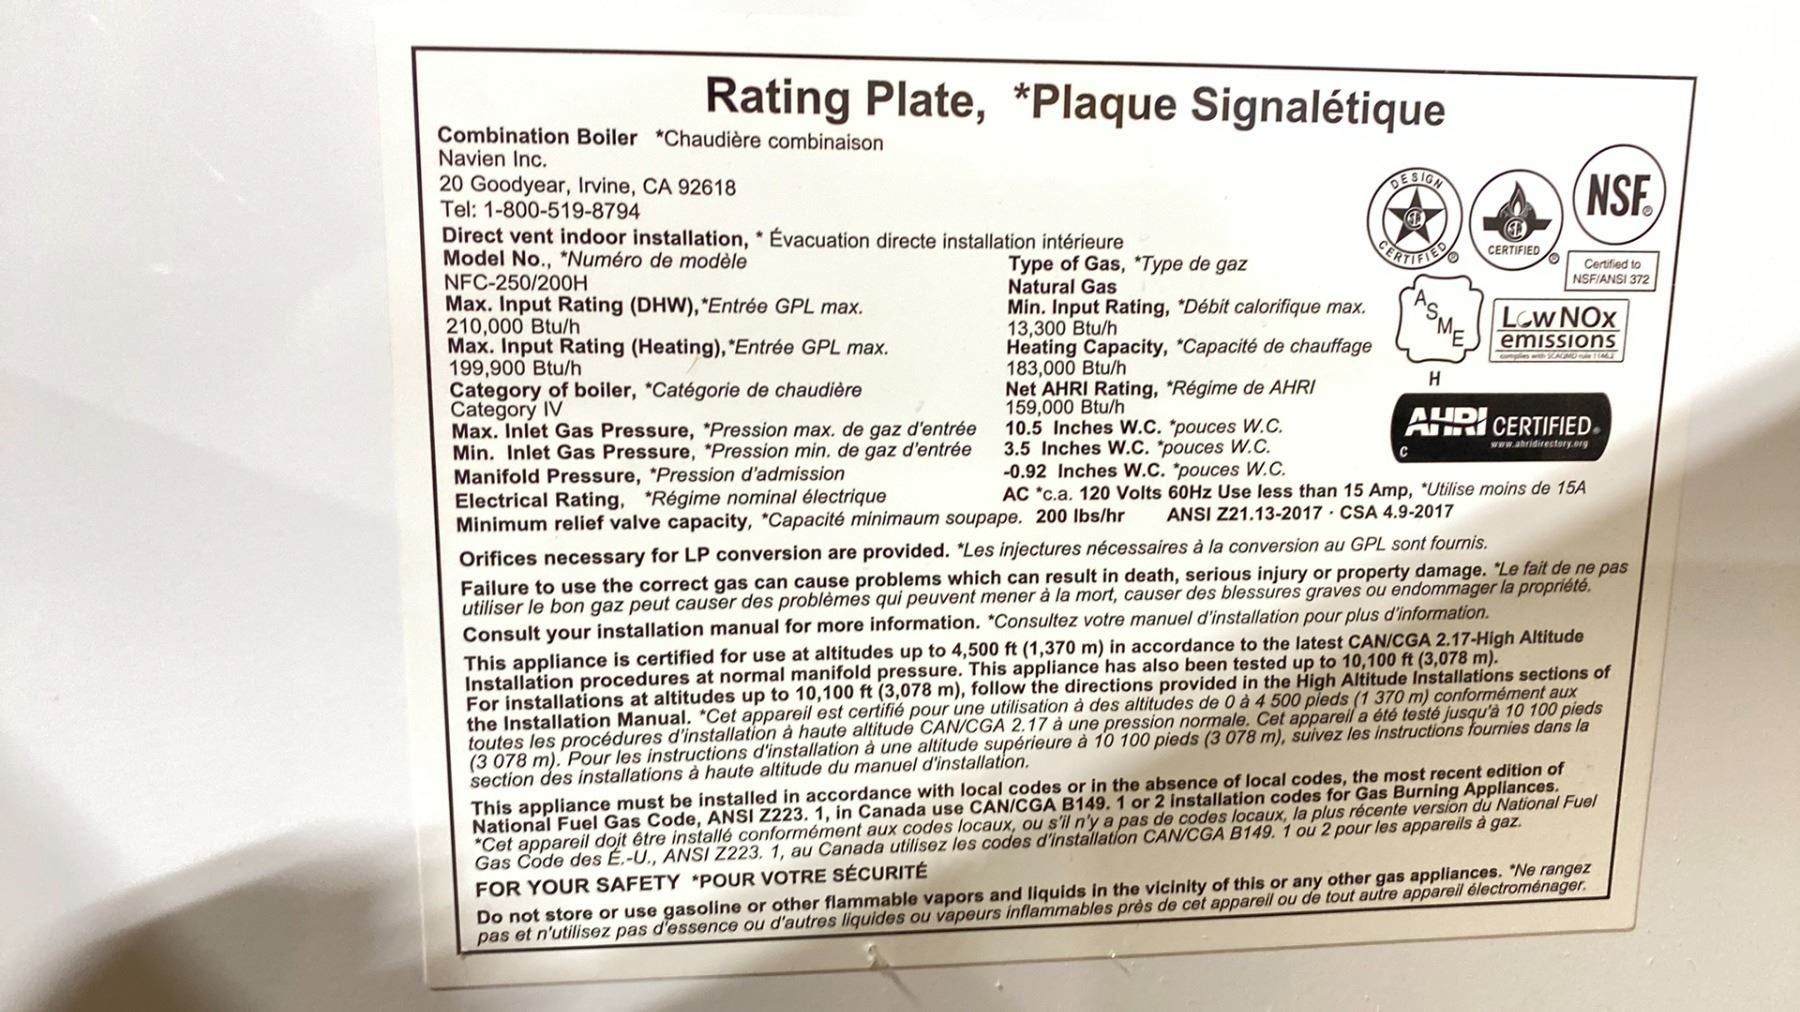 Rating Plate, *Plaque Signalétique
Combination Boiler *Chaudière combinaison
Navien Inc.
20 Goodyear, Irvine, CA 92618
Tel: 1-800-519-8794
Direct vent indoor installation, * Évacuation directe installation intérieure
Model No., *Numéro de modèle
NFC-250/200H
Type of Gas, *Type de gaz
Natural Gas
Max. Input Rating (DHW),*Entrée GPL max.
210,000 Btu/h
Min. Input Rating, *Débit calorifique max.
13,300 Btu/h
Max. Input Rating (Heating),*Entrée GPL max.
199,900 Btu/h
Heating Capacity, *Capacité de chauffage
183,000 Btu/h
Category of boiler, *Catégorie de chaudière
Category IV
Net AHRI Rating, *Régime de AHRI
159,000 Btu/h
Max. Inlet Gas Pressure, *Pression max. de gaz d'entrée 10.5 Inches W.C. *pouces W.C.
Min. Inlet Gas Pressure, *Pression min. de gaz d'entrée 3.5 Inches W.C. *pouces W.C.
Manifold Pressure, *Pression d'admission -0.92 Inches W.C. *pouces W.C.
Electrical Rating, *Régime nominal électrique AC *c.a. 120 Volts 60Hz Use less than 15 Amp, *Utilise moins de 15A
Minimum relief valve capacity, *Capacité minimaum soupape. 200 lbs/hr ANSI Z21.13-2017 · CSA 4.9-2017
DESIGN
CERTIFIED
CERTIFIED
NSF
Certified to
NSF/ANSI 372
ASME
H
LowNOx
emissions
complies with SCAQMD rule 1146.2
AHRI CERTIFIED
www.ahridirectory.org
C
Orifices necessary for LP conversion are provided. *Les injectures nécessaires à la conversion au GPL sont fournis.
Failure to use the correct gas can cause problems which can result in death, serious injury or property damage. *Le fait de ne pas
utiliser le bon gaz peut causer des problèmes qui peuvent mener à la mort, causer des blessures graves ou endommager la propriété.
Consult your installation manual for more information. *Consultez votre manuel d'installation pour plus d'information.
This appliance is certified for use at altitudes up to 4,500 ft (1,370 m) in accordance to the latest CAN/CGA 2.17-High Altitude
Installation procedures at normal manifold pressure. This appliance has also been tested up to 10,100 ft (3,078 m).
For installations at altitudes up to 10,100 ft (3,078 m), follow the directions provided in the High Altitude Installations sections of
the Installation Manual. *Cet appareil est certifié pour une utilisation à des altitudes de 0 à 4 500 pieds (1 370 m) conformément aux
toutes les procédures d'installation à haute altitude CAN/CGA 2.17 à une pression normale. Cet appareil a été testé jusqu'à 10 100 pieds
(3 078 m). Pour les instructions d'installation à une altitude supérieure à 10 100 pieds (3 078 m), suivez les instructions fournies dans la
section des installations à haute altitude du manuel d'installation.
This appliance must be installed in accordance with local codes or in the absence of local codes, the most recent edition of
National Fuel Gas Code, ANSI Z223. 1, in Canada use CAN/CGA B149. 1 or 2 installation codes for Gas Burning Appliances.
*Cet appareil doit être installé conformément aux codes locaux, ou s'il n'y a pas de codes locaux, la plus récente version du National Fuel
Gas Code des É.-U., ANSI Z223. 1, au Canada utilisez les codes d'installation CAN/CGA B149. 1 ou 2 pour les appareils à gaz.
FOR YOUR SAFETY *POUR VOTRE SÉCURITÉ
Do not store or use gasoline or other flammable vapors and liquids in the vicinity of this or any other gas appliances. *Ne rangez
pas et n'utilisez pas d'essence ou d'autres liquides ou vapeurs inflammables près de cet appareil ou de tout autre appareil électroménager.